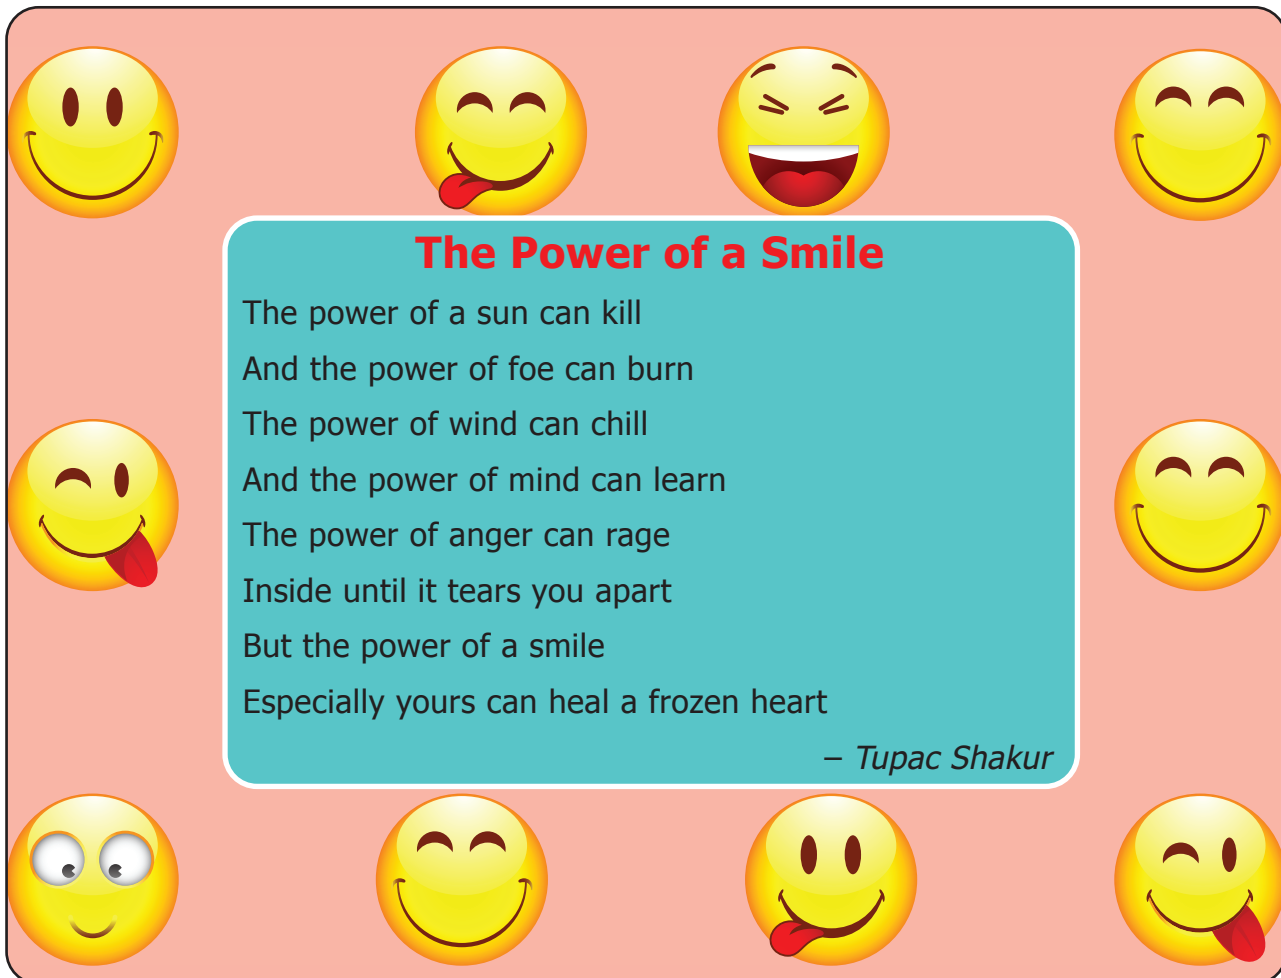 The Power of a Smile
The power of a sun can kill
And the power of foe can burn
The power of wind can chill
And the power of mind can learn
The power of anger can rage
Inside until it tears you apart
But the power of a smile
Especially yours can heal a frozen heart
– Tupac Shakur